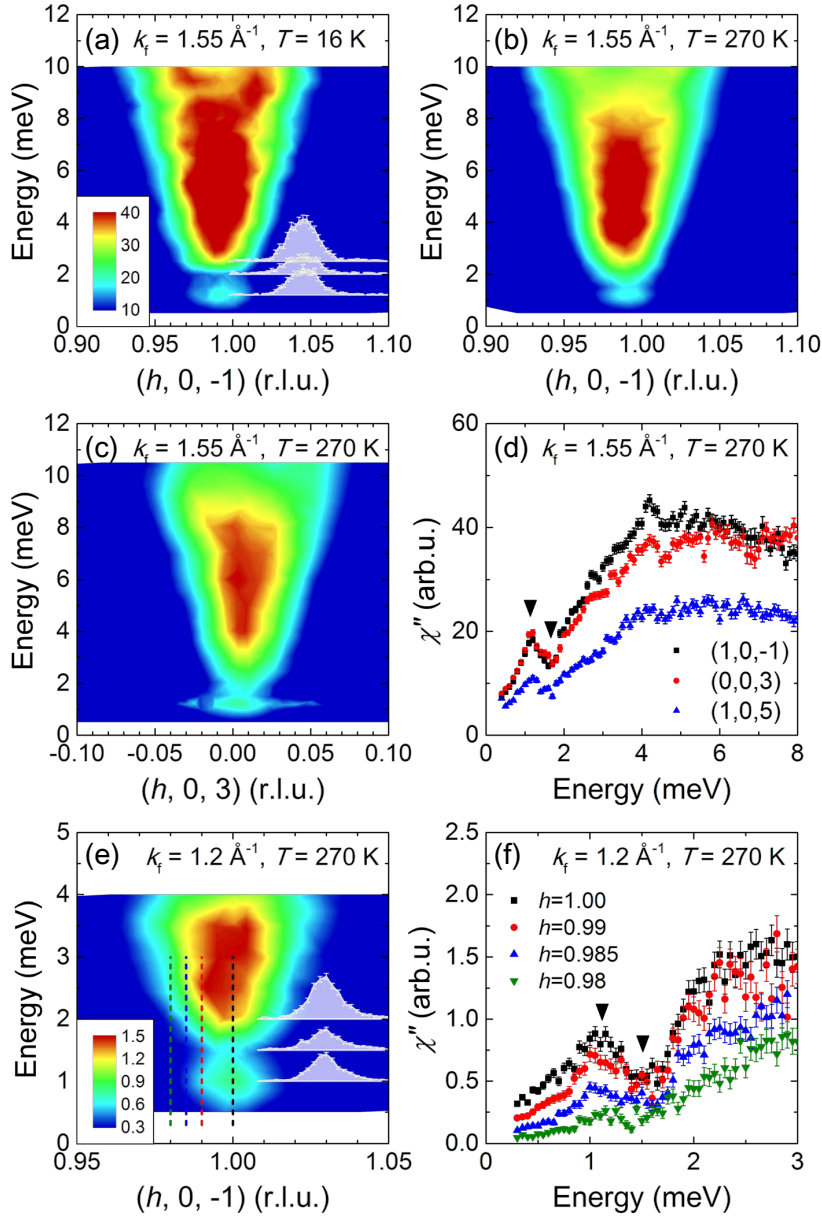 (a) k_f = 1.55 Å⁻¹, T = 16 K
12
10
8
6
4
2
0
Energy (meV)
40
30
20
10
0.90 0.95 1.00 1.05 1.10
(h, 0, -1) (r.l.u.)
(b) k_f = 1.55 Å⁻¹, T = 270 K
12
10
8
6
4
2
0
Energy (meV)
0.90 0.95 1.00 1.05 1.10
(h, 0, -1) (r.l.u.)
(c) k_f = 1.55 Å⁻¹, T = 270 K
12
10
8
6
4
2
0
Energy (meV)
-0.10 -0.05 0.00 0.05 0.10
(h, 0, 3) (r.l.u.)
(d) k_f = 1.55 Å⁻¹, T = 270 K
60
40
20
0
χ″ (arb.u.)
(1,0,-1)
(0,0,3)
(1,0,5)
0 2 4 6 8
Energy (meV)
(e) k_f = 1.2 Å⁻¹, T = 270 K
5
4
3
2
1
0
Energy (meV)
1.5
1.2
0.9
0.6
0.3
0.95 1.00 1.05
(h, 0, -1) (r.l.u.)
(f) k_f = 1.2 Å⁻¹, T = 270 K
2.5
2.0
1.5
1.0
0.5
0.0
χ″ (arb.u.)
h=1.00
h=0.99
h=0.985
h=0.98
0 1 2 3
Energy (meV)